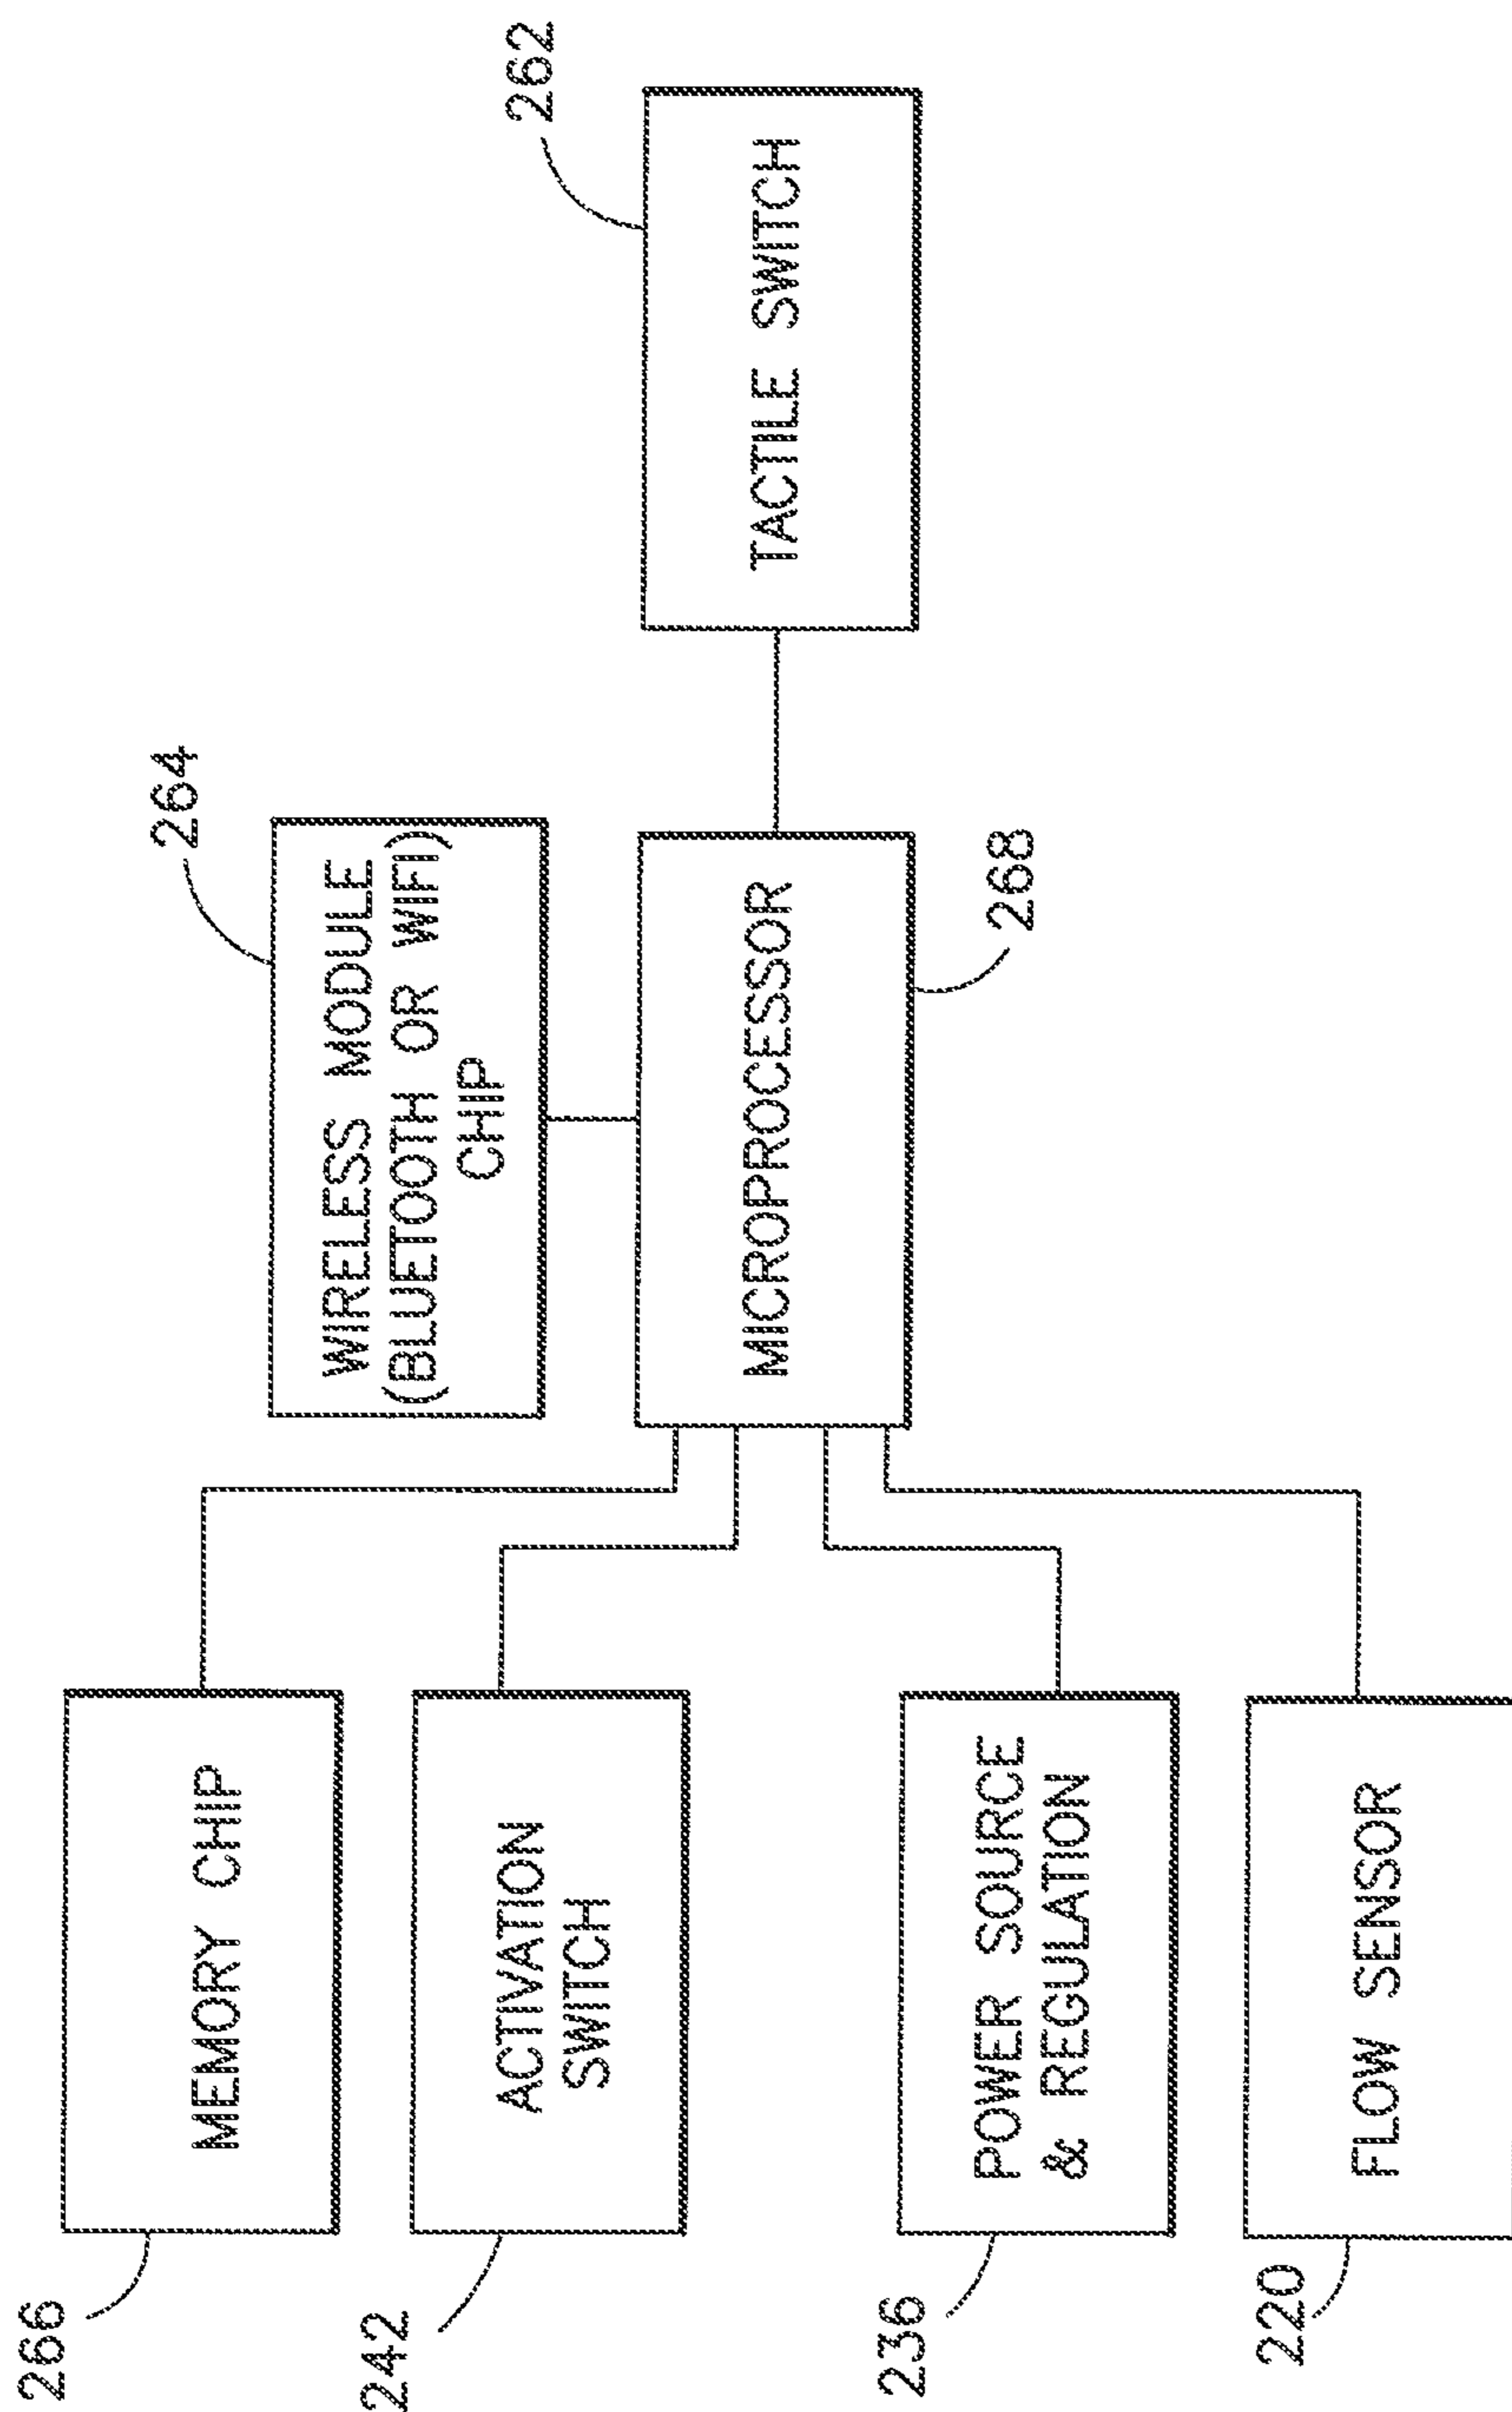 266
MEMORY CHIP
242
ACTIVATION
SWITCH
236
POWER SOURCE
& REGULATION
220
FLOW SENSOR
264
WIRELESS MODULE
(BLUETOOTH OR WIFI)
CHIP
MICROPROCESSOR
268
262
TACTILE SWITCH